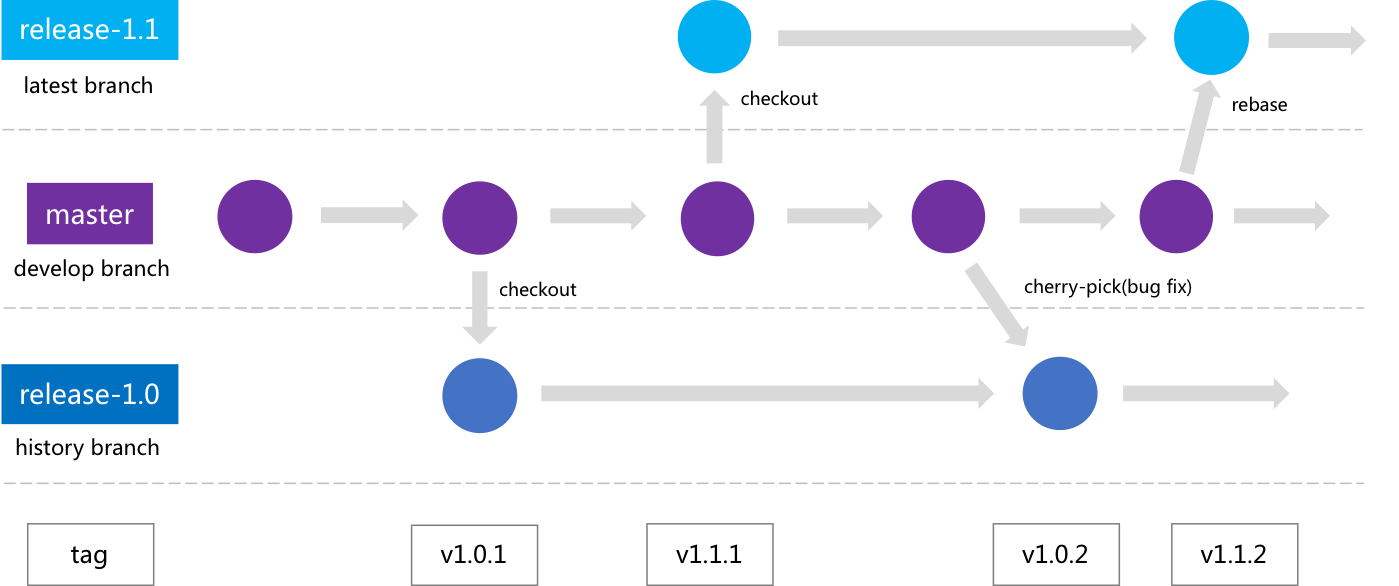 release-1.1
latest branch
checkout
rebase
master
develop branch
checkout
cherry-pick(bug fix)
release-1.0
history branch
tag
v1.0.1
v1.1.1
v1.0.2
v1.1.2